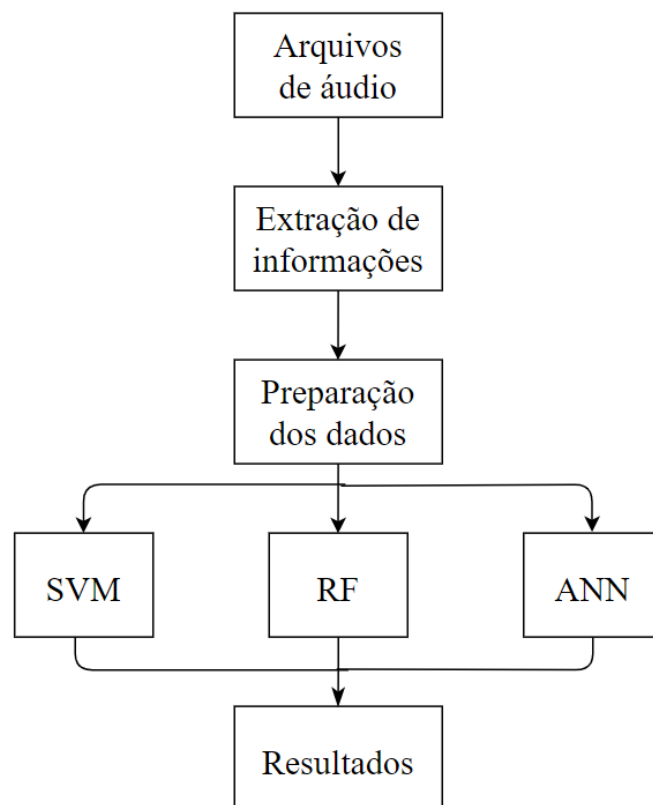 Arquivos
de áudio
Extração de
informações
Preparação
dos dados
SVM
RF
ANN
Resultados